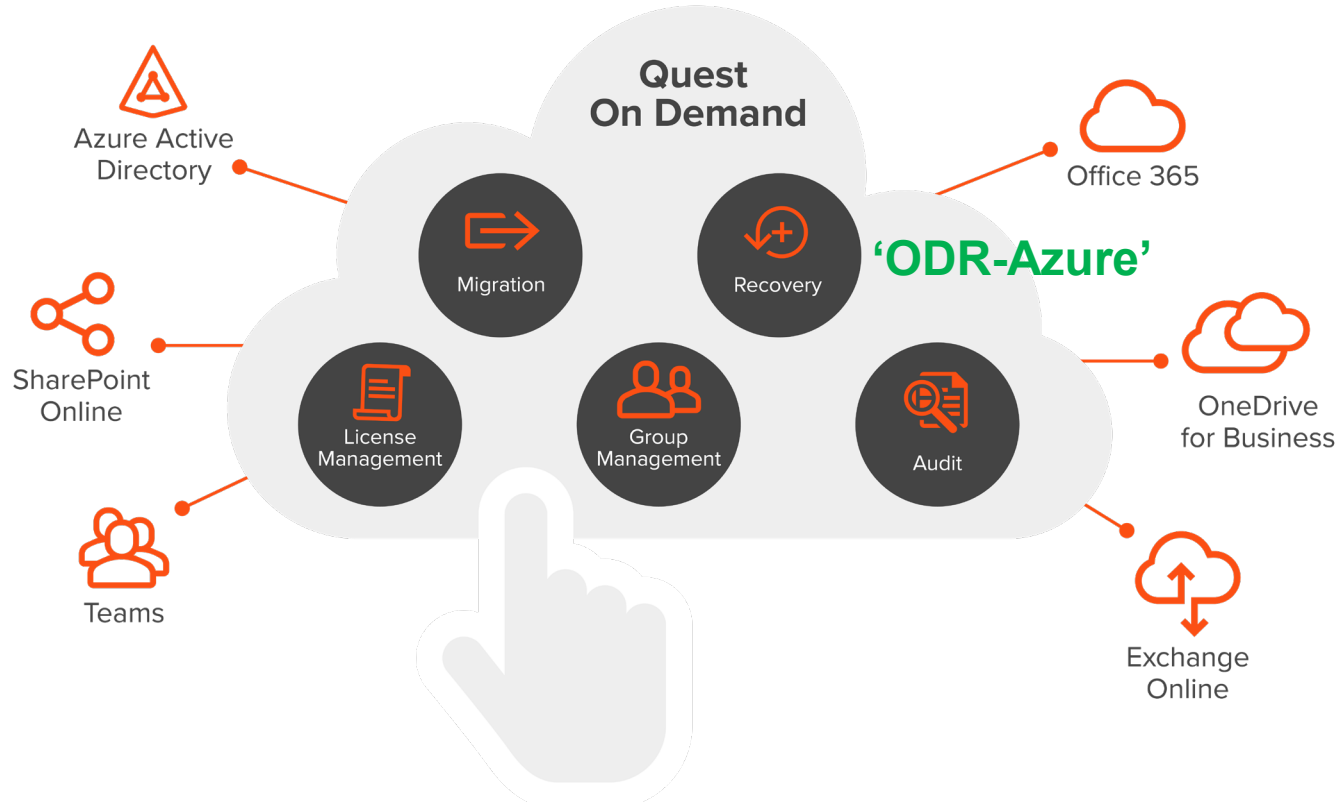 Quest
On Demand
Azure Active
Directory
Office 365
Migration
Recovery
‘ODR-Azure’
SharePoint
Online
License
Management
Group
Management
Audit
OneDrive
for Business
Teams
Exchange
Online